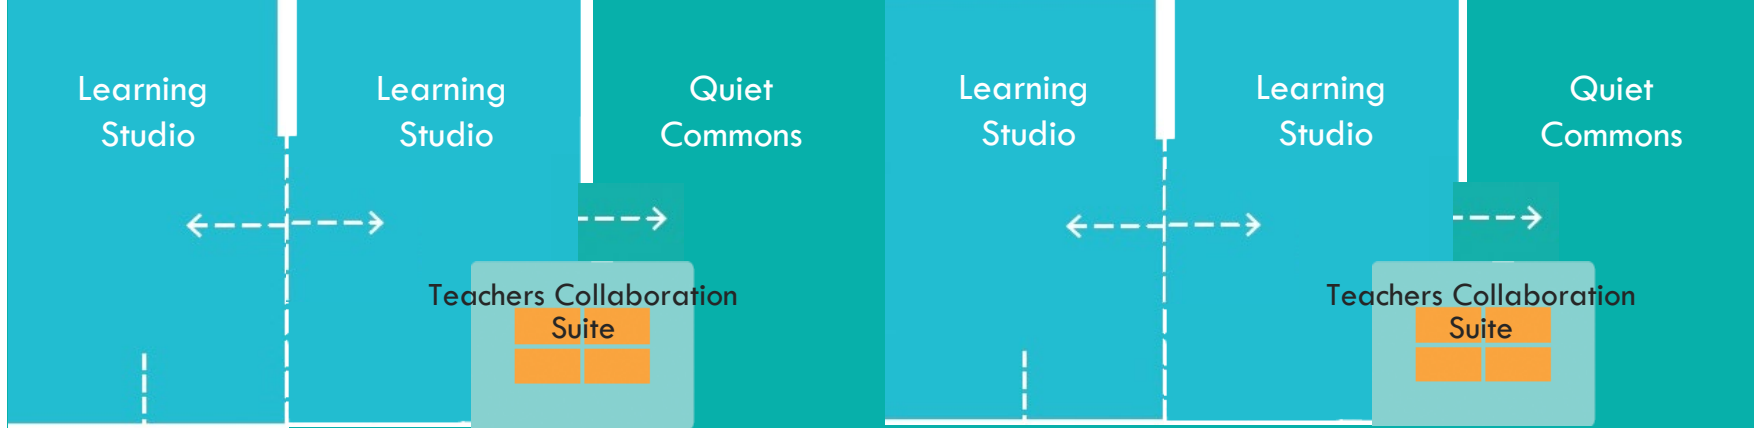 Learning
Studio
Learning
Studio
Quiet
Commons
Teachers Collaboration
Suite
Learning
Studio
Learning
Studio
Quiet
Commons
Teachers Collaboration
Suite